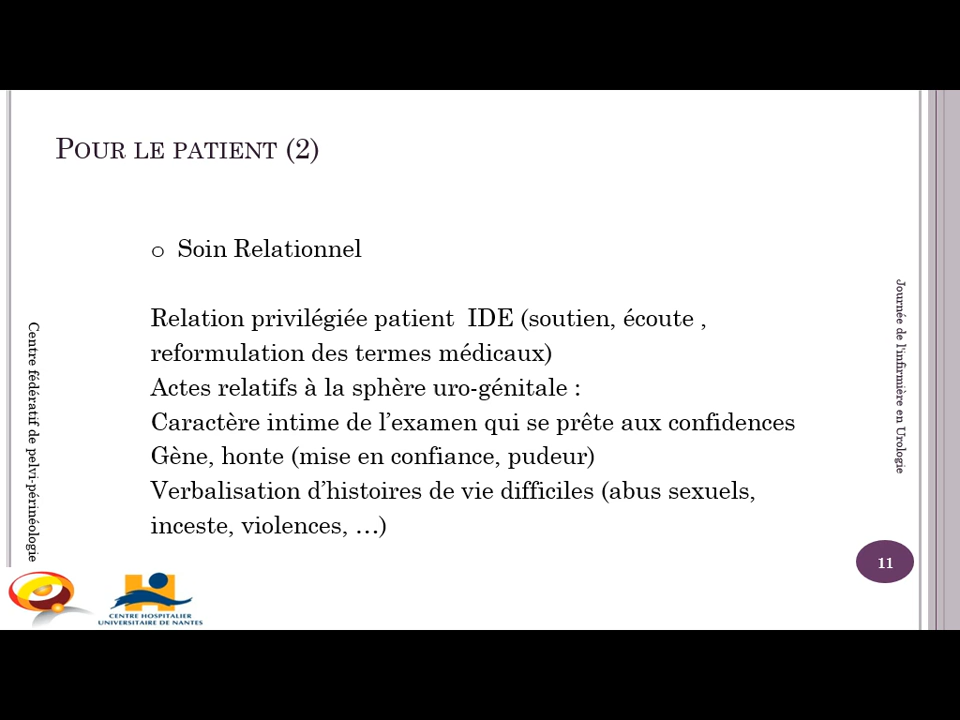 POUR LE PATIENT (2)
o Soin Relationnel
Relation privilégiée patient IDE (soutien, écoute ,
reformulation des termes médicaux)
Actes relatifs à la sphère uro-génitale :
Caractère intime de l’examen qui se prête aux confidences
Gène, honte (mise en confiance, pudeur)
Verbalisation d’histoires de vie difficiles (abus sexuels,
inceste, violences, …)
Journée de l'infirmière en Urologie
Centre fédératif de pelvi-périnéologie
11
CENTRE HOSPITALIER
UNIVERSITAIRE DE NANTES